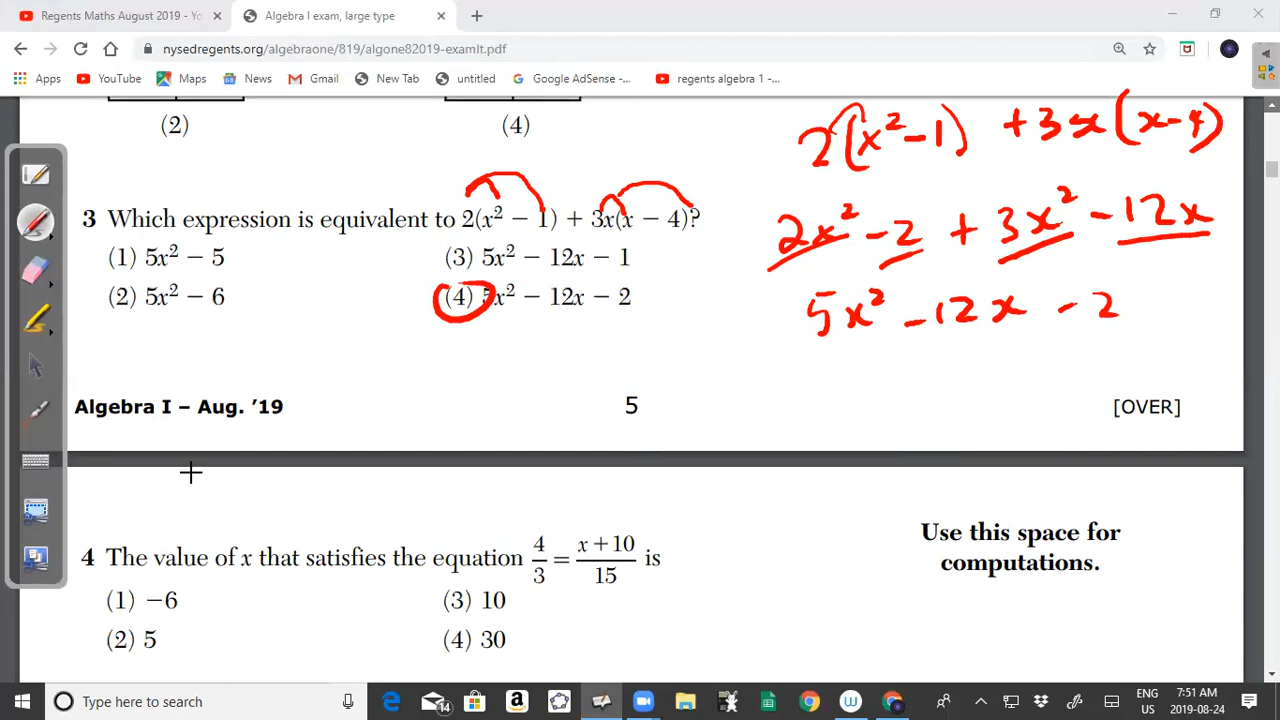 Regents Maths August 2019 - Yo
Algebra I exam, large type
nysedregents.org/algebraone/819/algone82019-examlt.pdf
Apps YouTube Maps News Gmail New Tab untitled Google AdSense -... regents algebra 1 -...
(2) (4)
2(x² - 1) + 3x(x - 4)
3 Which expression is equivalent to 2(x² − 1) + 3x(x − 4)?
2x² - 2 + 3x² - 12x
(1) 5x² − 5 (3) 5x² − 12x − 1
(2) 5x² − 6 (4) 5x² − 12x − 2
5x² - 12x - 2
Algebra I – Aug. ’19 5 [OVER]
Use this space for
computations.
4 The value of x that satisfies the equation 4/3 = x + 10/15 is
(1) −6 (3) 10
(2) 5 (4) 30
Type here to search
14
ENG
US
7:51 AM
2019-08-24